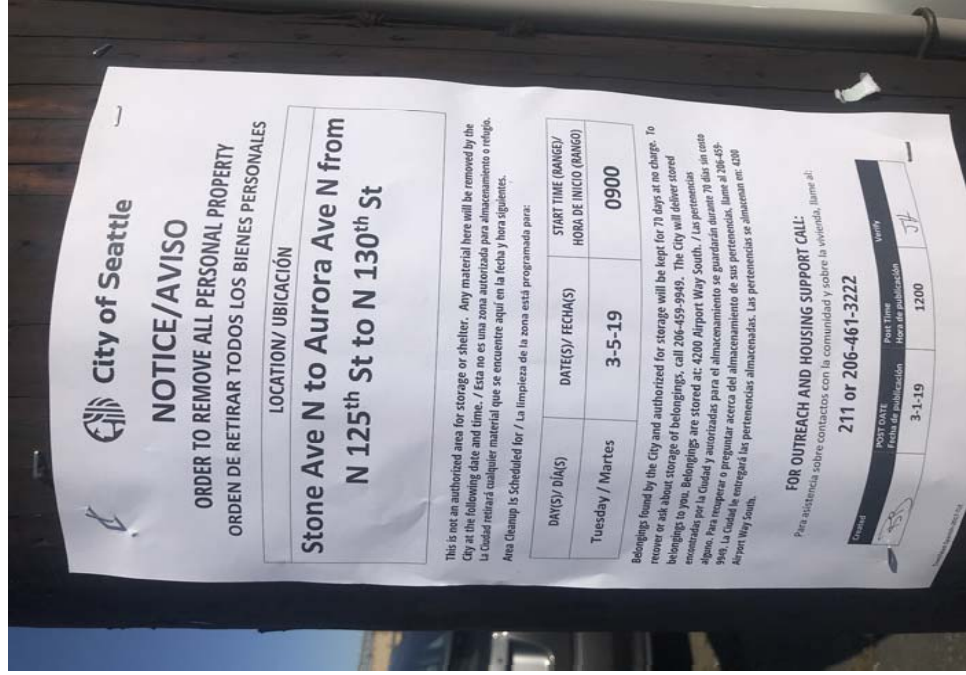 City of Seattle
NOTICE/AVISO
ORDER TO REMOVE ALL PERSONAL PROPERTY
ORDEN DE RETIRAR TODOS LOS BIENES PERSONALES
LOCATION/ UBICACIÓN
Stone Ave N to Aurora Ave N from
N 125th St to N 130th St
This is not an authorized area for storage or shelter. Any material here will be removed by the
City at the following date and time. / Esta no es una zona autorizada para almacenamiento o refugio.
La Ciudad retirará cualquier material que se encuentre aquí en la fecha y hora siguientes.
Area Cleanup Is Scheduled for / La limpieza de la zona está programada para:
DAY(S)/ DÍA(S) DATE(S)/ FECHA(S) START TIME (RANGE)/
HORA DE INICIO (RANGO)
Tuesday / Martes 3-5-19 0900
Belongings found by the City and authorized for storage will be kept for 70 days at no charge. To
recover or ask about storage of belongings, call 206-459-9949. The City will deliver stored
belongings to you. Belongings are stored at: 4200 Airport Way South. / Las pertenencias
encontradas por la Ciudad y autorizadas para el almacenamiento se guardarán durante 70 días sin costo
alguno. Para recuperar o preguntar acerca del almacenamiento de sus pertenencias, llame al 206-459-
9949. La Ciudad le entregará las pertenencias almacenadas. Las pertenencias se almacenan en: 4200
Airport Way South.
FOR OUTREACH AND HOUSING SUPPORT CALL:
Para asistencia sobre contactos con la comunidad y sobre la vivienda, llame al:
211 or 206-461-3222
Created POST DATE Post Time Verify
Fecha de publicación Hora de publicación
3-1-19 1200 JH